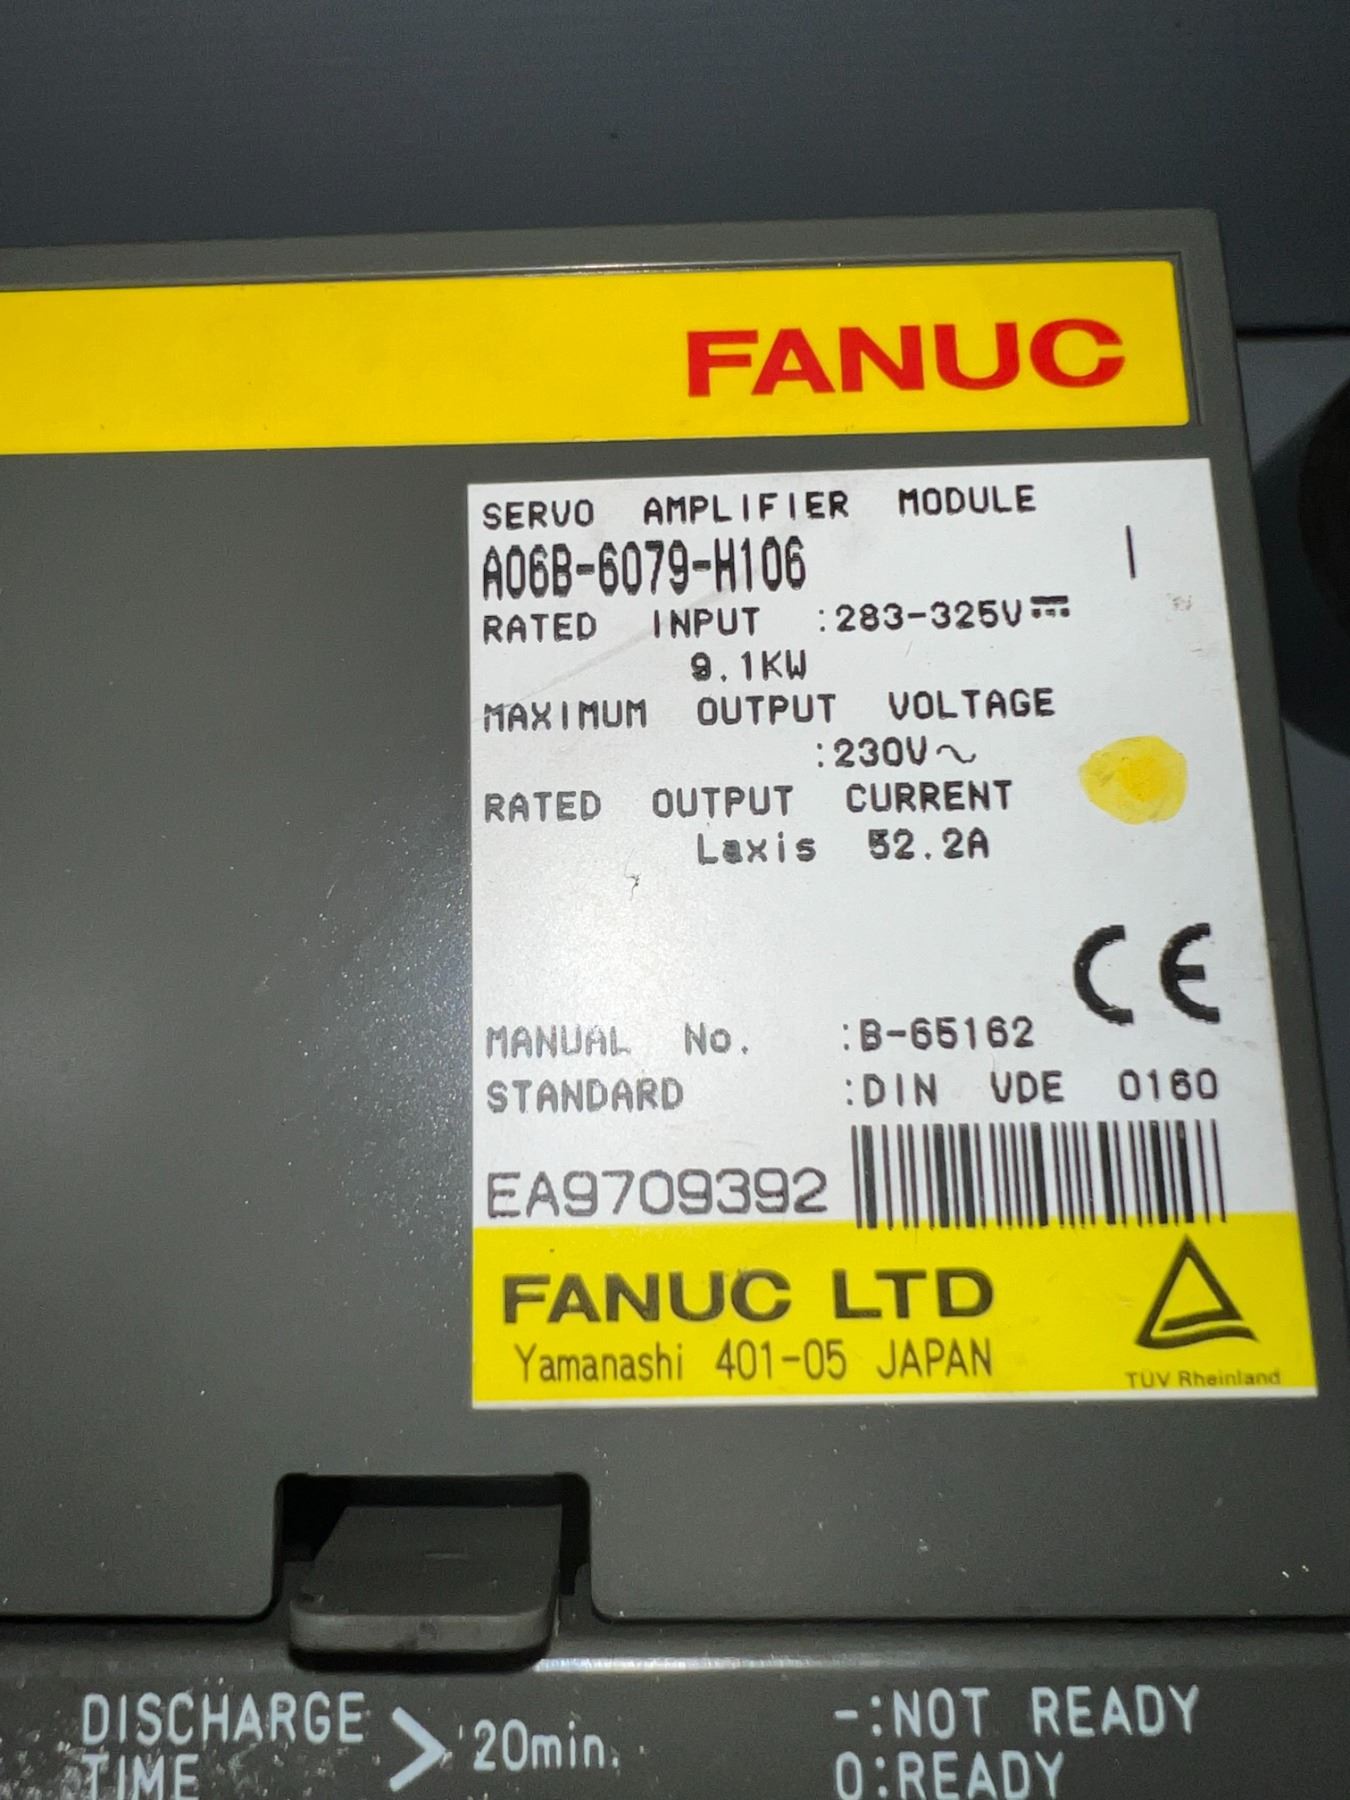 FANUC
SERVO AMPLIFIER MODULE
A06B-6079-H106 I
RATED INPUT :283-325V⎓
9.1KW
MAXIMUM OUTPUT VOLTAGE
:230V~
RATED OUTPUT CURRENT
Laxis 52.2A
CE
MANUAL No. :B-65162
STANDARD :DIN VDE 0160
EA9709392
FANUC LTD
Yamanashi 401-05 JAPAN
TÜV Rheinland
DISCHARGE TIME > 20min.
-:NOT READY
0:READY